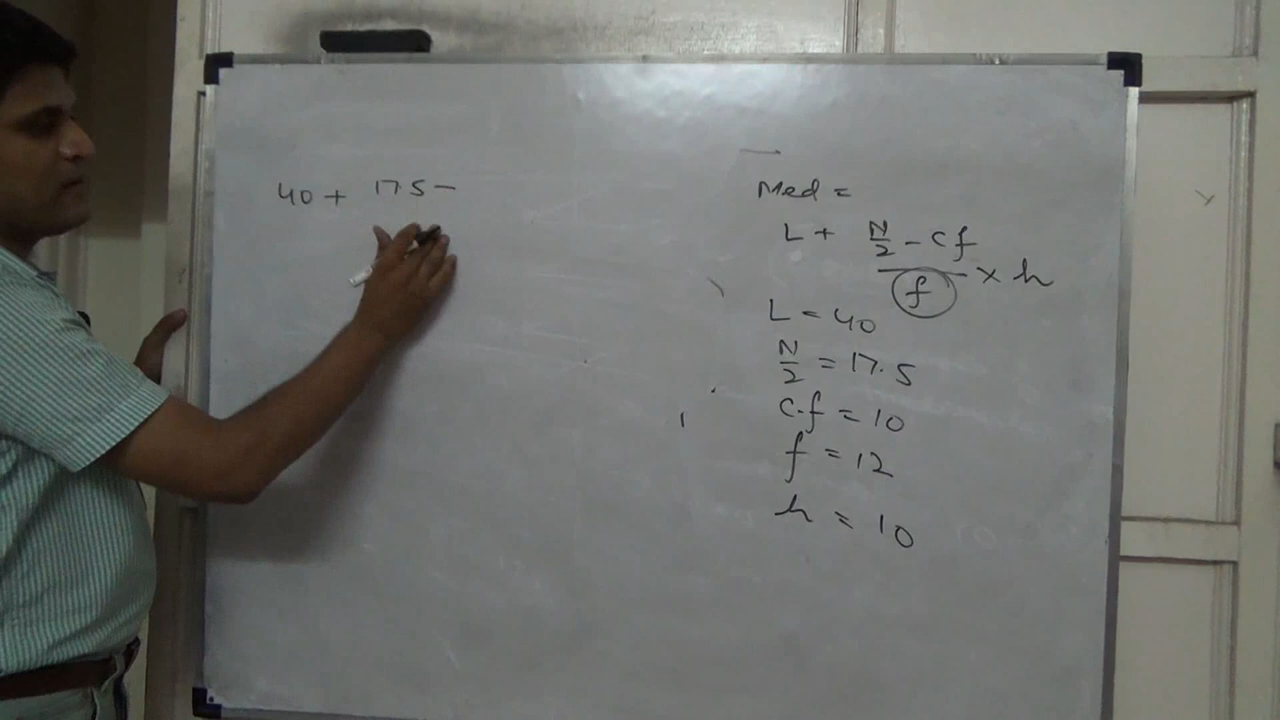 40 + 17.5 –
Med =
L + N/2 - cf / f × h
L = 40
N/2 = 17.5
c.f = 10
f = 12
h = 10